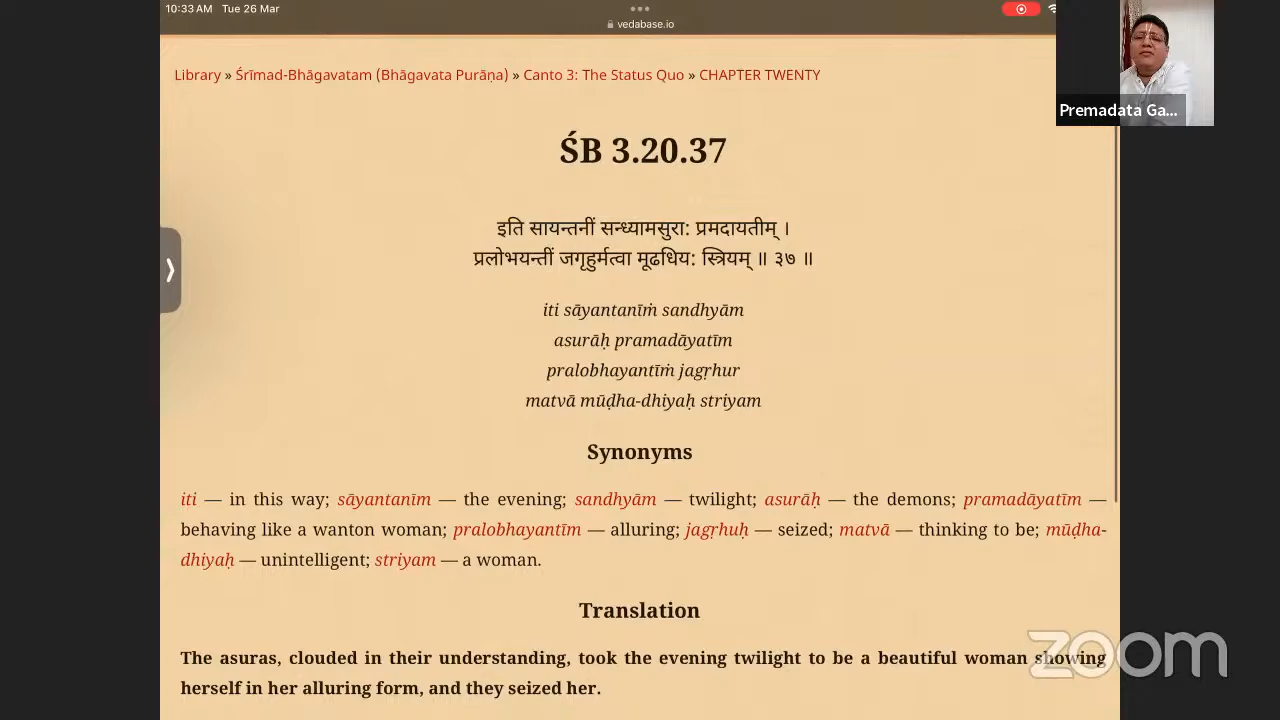 10:33 AM Tue 26 Mar
vedabase.io
Library » Śrīmad-Bhāgavatam (Bhāgavata Purāṇa) » Canto 3: The Status Quo » CHAPTER TWENTY
Premadata Ga...
ŚB 3.20.37
इति सायन्तनीं सन्ध्यामसुरा: प्रमदायतीम् ।
प्रलोभयन्तीं जगृहुर्मत्वा मूढधिय: स्त्रियम् ॥ ३७ ॥
iti sāyantanīṁ sandhyām
asurāḥ pramadāyatīm
pralobhayantīṁ jagṛhur
matvā mūḍha-dhiyaḥ striyam
Synonyms
iti — in this way; sāyantanīm — the evening; sandhyām — twilight; asurāḥ — the demons; pramadāyatīm —
behaving like a wanton woman; pralobhayantīm — alluring; jagṛhuḥ — seized; matvā — thinking to be; mūḍha-
dhiyaḥ — unintelligent; striyam — a woman.
Translation
The asuras, clouded in their understanding, took the evening twilight to be a beautiful woman showing
herself in her alluring form, and they seized her.
zoom